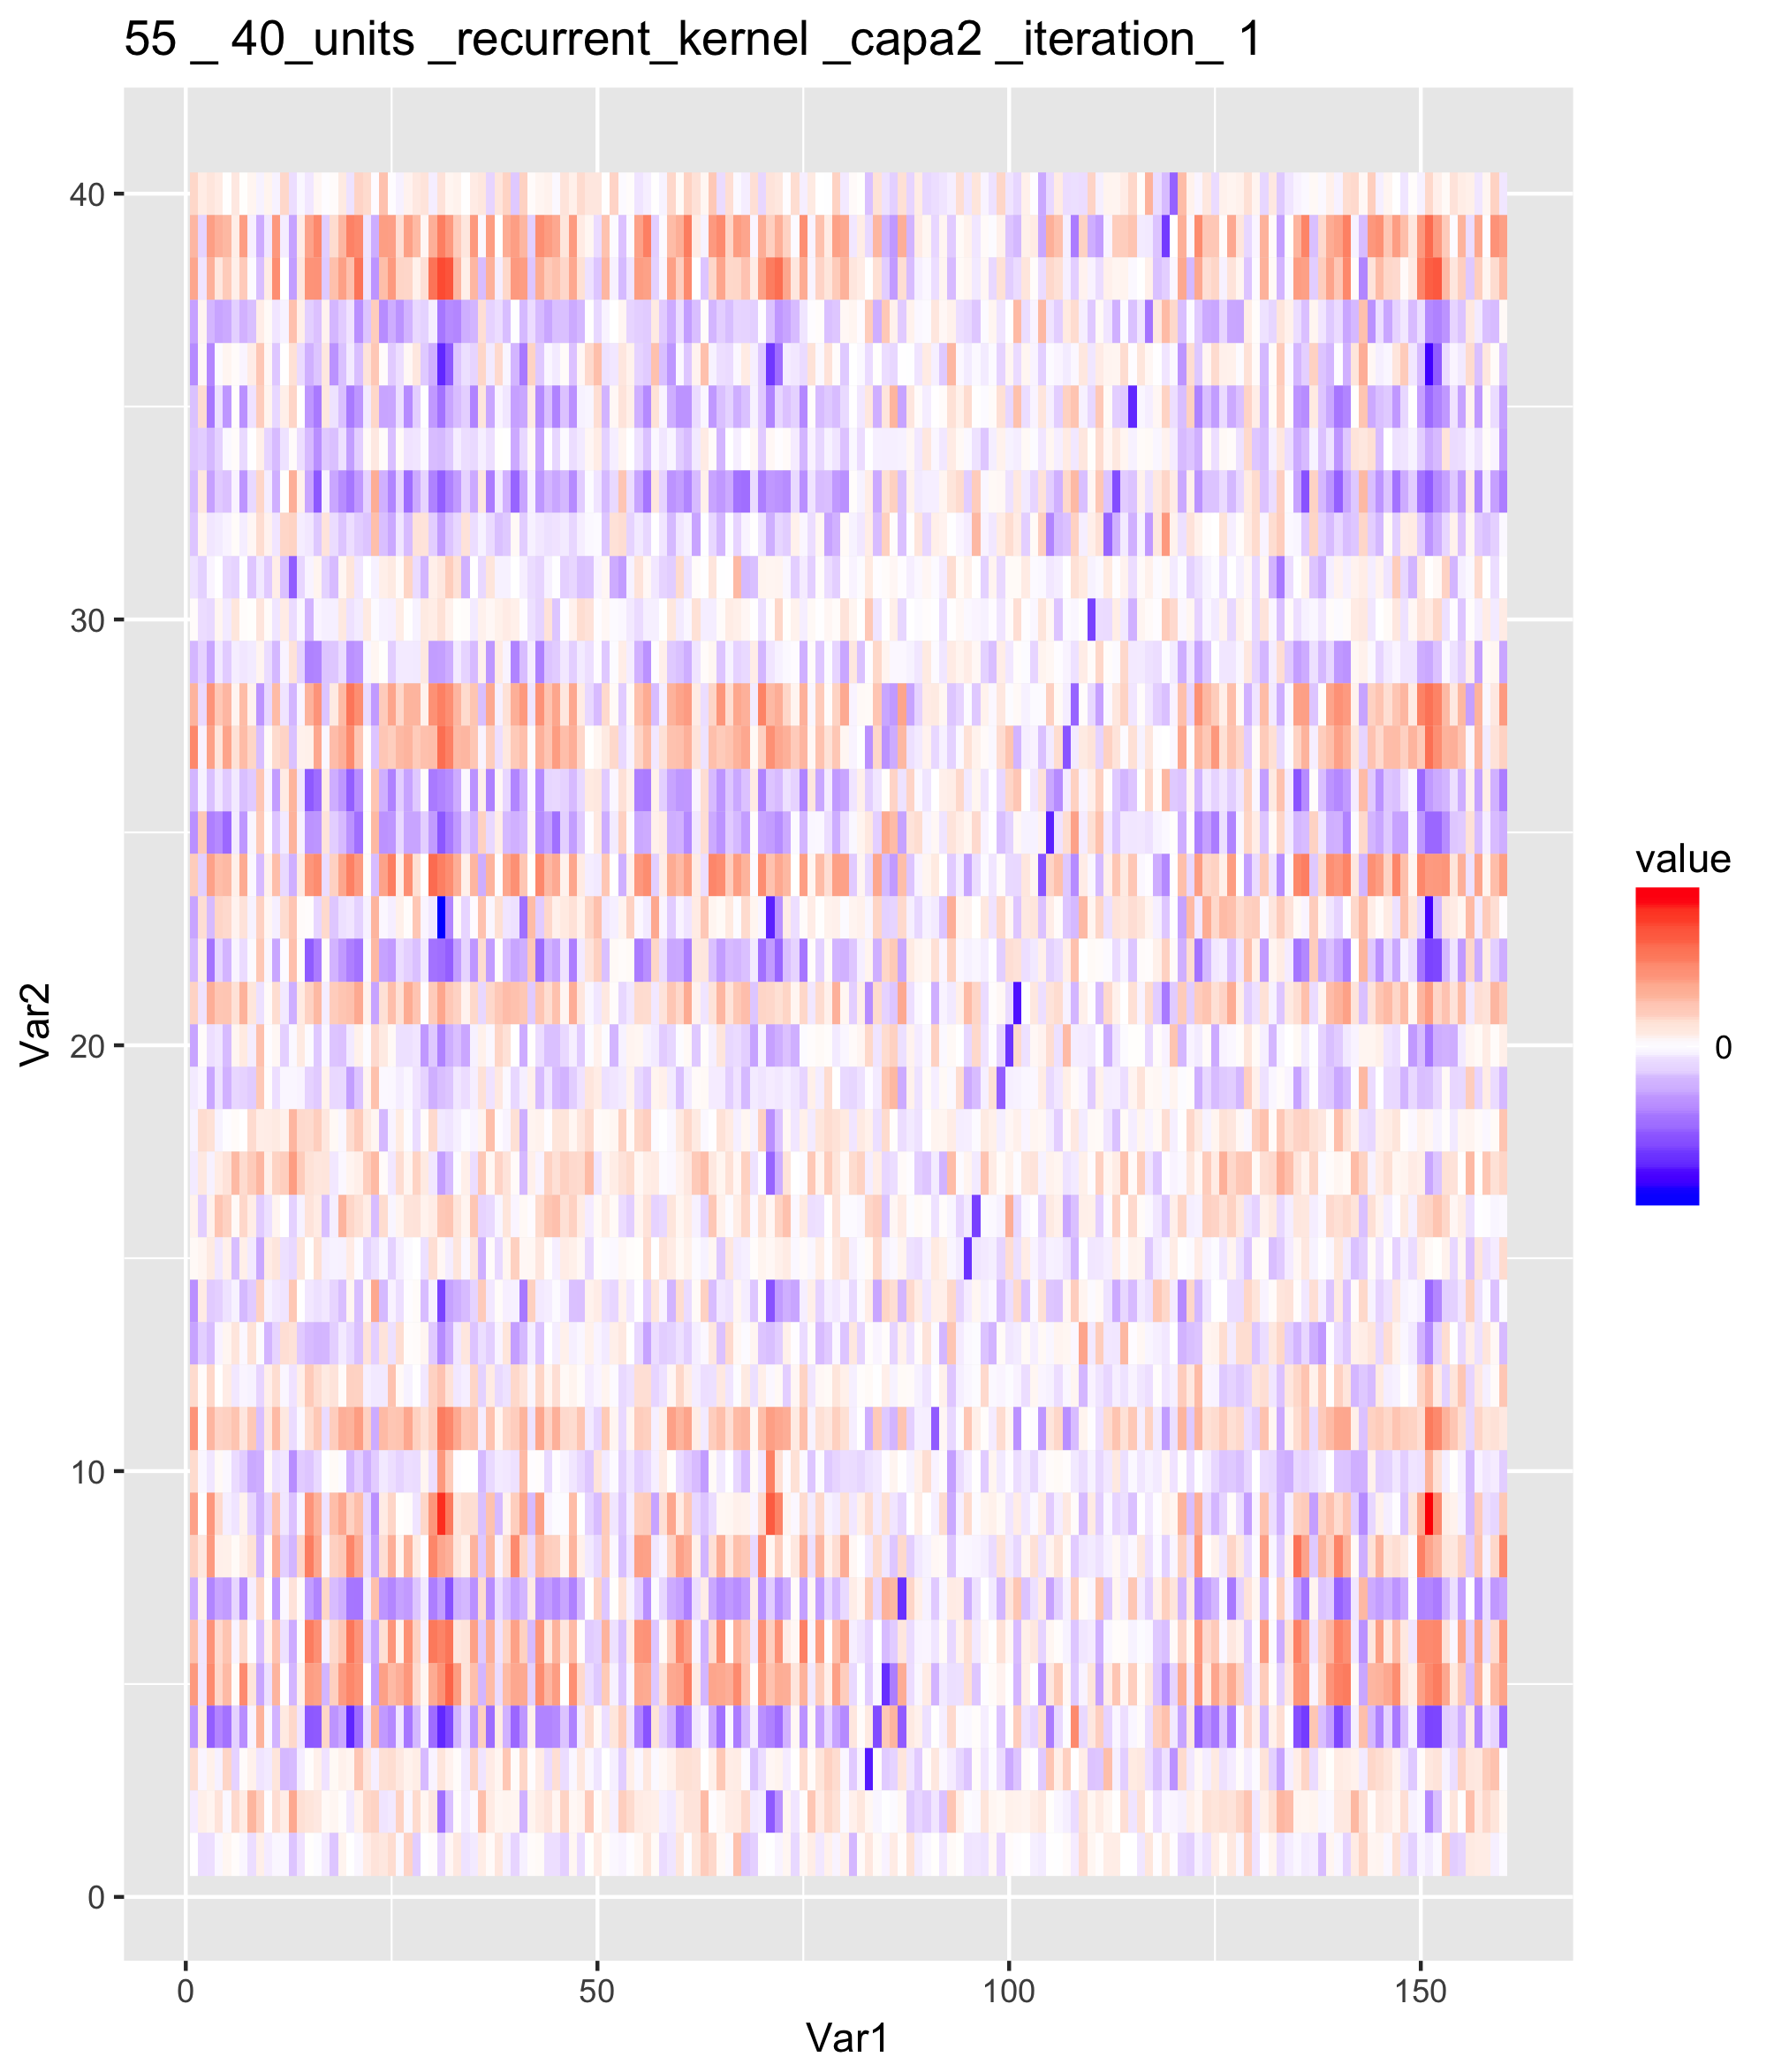 55 _ 40_units _recurrent_kernel _capa2 _iteration_ 1
40
30
20
10
0
Var2
0 50 100 150
Var1
value
0